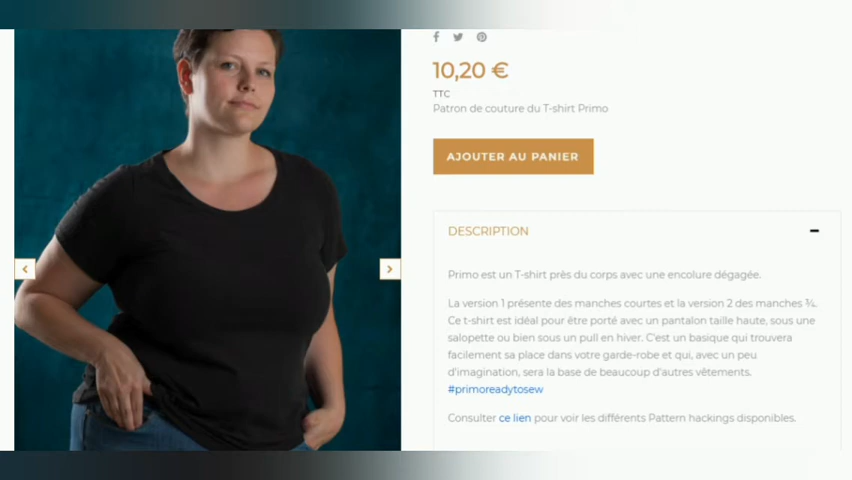 10,20 €
TTC
Patron de couture du T-shirt Primo
AJOUTER AU PANIER
DESCRIPTION
Primo est un T-shirt près du corps avec une encolure dégagée.
La version 1 présente des manches courtes et la version 2 des manches ¾.
Ce t-shirt est idéal pour être porté avec un pantalon taille haute, sous une
salopette ou bien sous un pull en hiver. C'est un basique qui trouvera
facilement sa place dans votre garde-robe et qui, avec un peu
d'imagination, sera la base de beaucoup d'autres vêtements.
#primoreadytosew
Consulter ce lien pour voir les différents Pattern hackings disponibles.